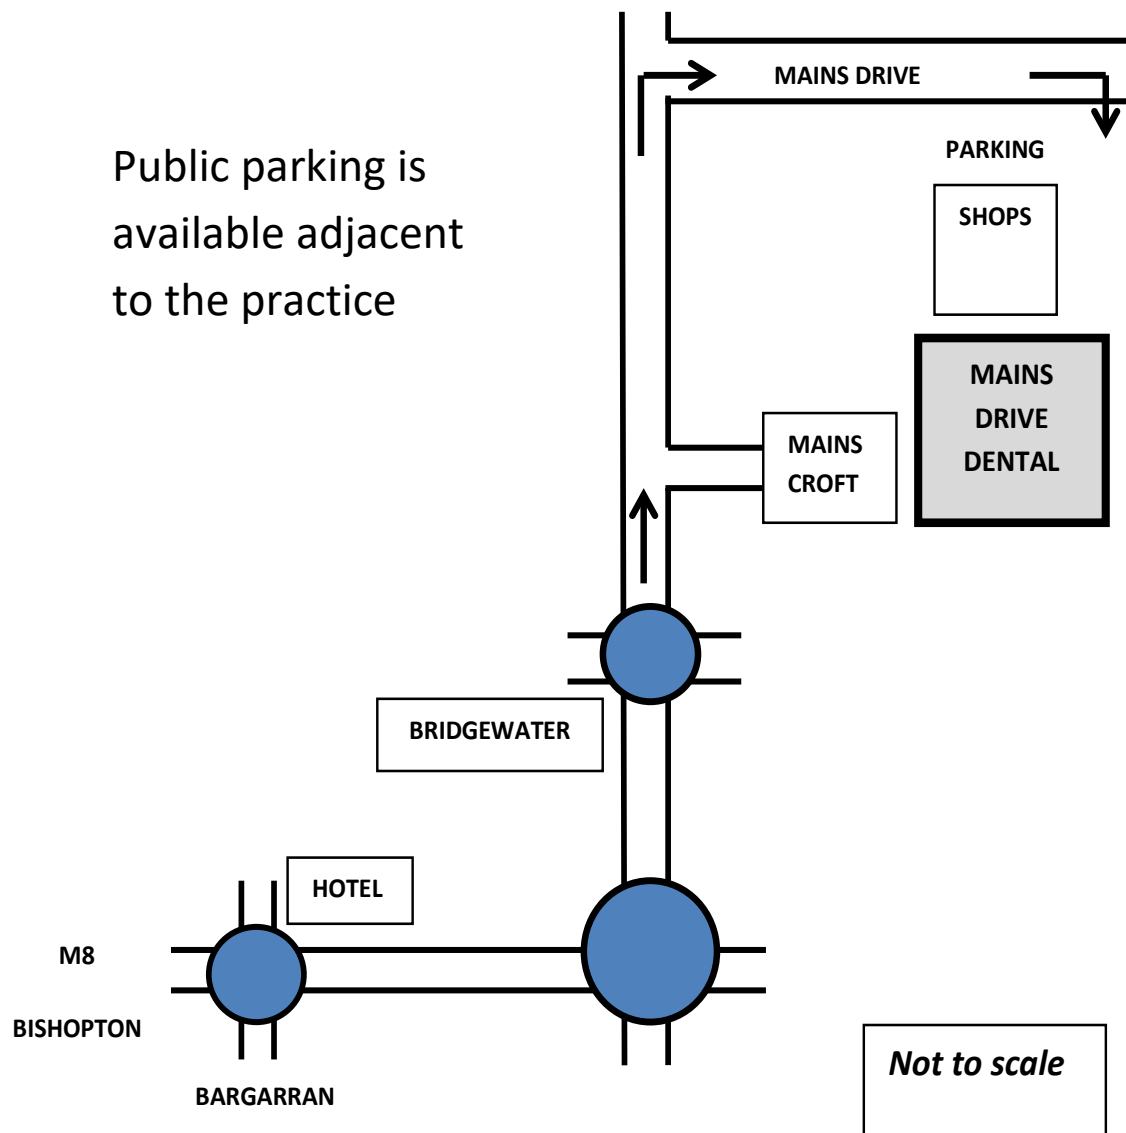 MAINS DRIVE
Public parking is
available adjacent
to the practice
PARKING
SHOPS
MAINS
DRIVE
DENTAL
MAINS
CROFT
BRIDGEWATER
HOTEL
M8
BISHOPTON
BARGARRAN
Not to scale